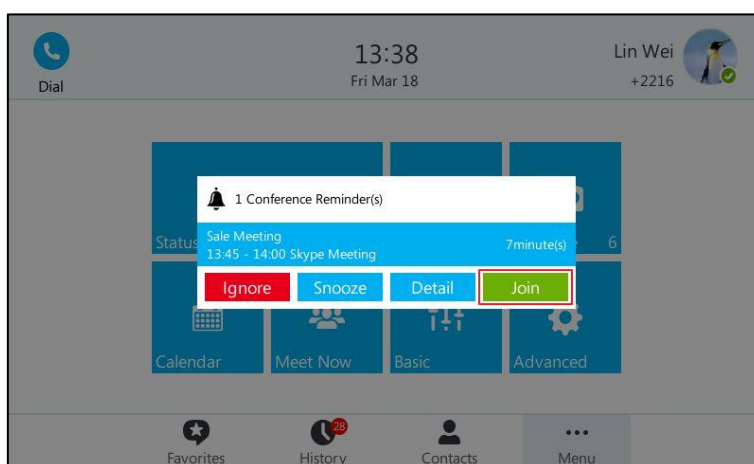 13:38
Lin Wei
Dial
Fri Mar 18
+2216
1 Conference Reminder(s)
Status
Sale Meeting
13:45 - 14:00 Skype Meeting
7minute(s)
6
Ignore
Snooze
Detail
Join
Calendar
Meet Now
Basic
Advanced
28
Favorites
History
Contacts
Menu